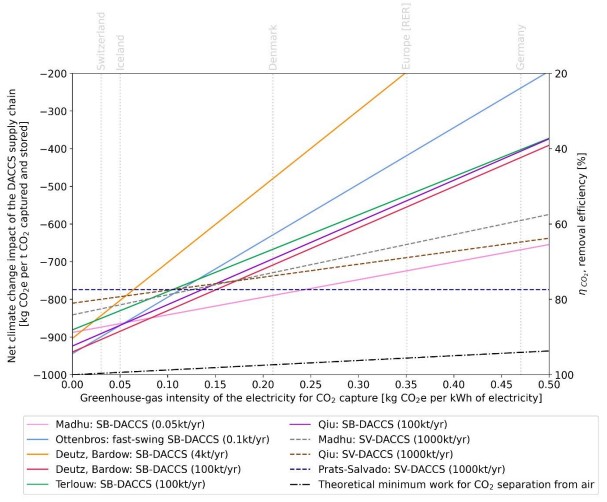 Switzerland
Iceland
Denmark
Europe [RER]
Germany
Net climate change impact of the DACCS supply chain
[kg CO2e per t CO2 captured and stored]
−200
−300
−400
−500
−600
−700
−800
−900
−1000
20
40
60
80
100
η CO2, removal efficiency [%]
0.00 0.05 0.10 0.15 0.20 0.25 0.30 0.35 0.40 0.45 0.50
Greenhouse-gas intensity of the electricity for CO2 capture [kg CO2e per kWh of electricity]
Madhu: SB-DACCS (0.05kt/yr)
Ottenbros: fast-swing SB-DACCS (0.1kt/yr)
Deutz, Bardow: SB-DACCS (4kt/yr)
Deutz, Bardow: SB-DACCS (100kt/yr)
Terlouw: SB-DACCS (100kt/yr)
Qiu: SB-DACCS (100kt/yr)
Madhu: SV-DACCS (1000kt/yr)
Qiu: SV-DACCS (1000kt/yr)
Prats-Salvado: SV-DACCS (1000kt/yr)
Theoretical minimum work for CO2 separation from air